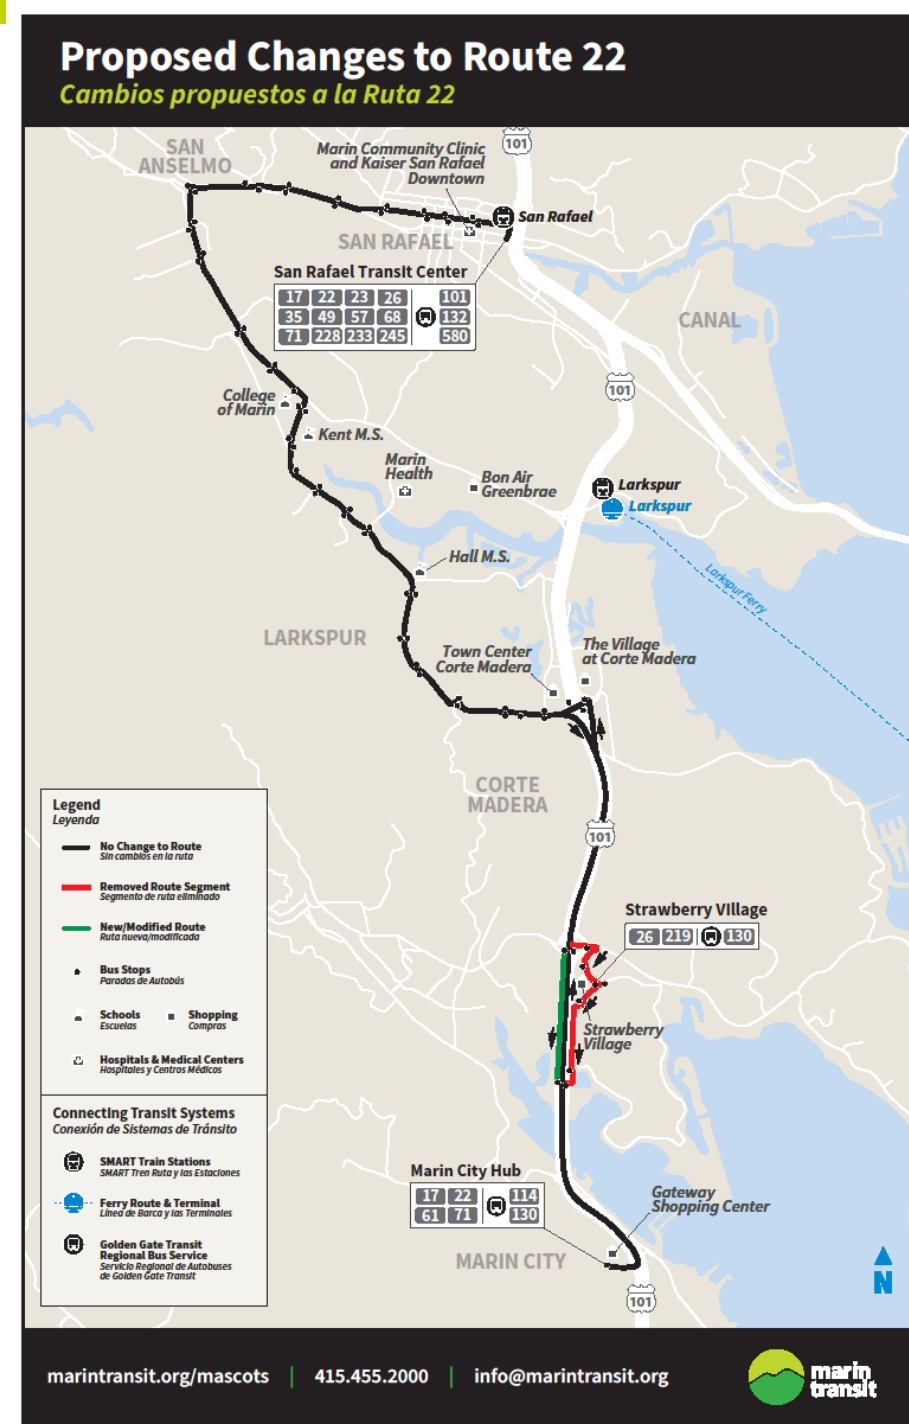 Proposed Changes to Route 22
Cambios propuestos a la Ruta 22
SAN
ANSELMO
Marin Community Clinic
and Kaiser San Rafael
Downtown
101
San Rafael
SAN RAFAEL
San Rafael Transit Center
17 22 23 26 101
35 49 57 68 132
71 228 233 245 580
CANAL
101
College
of Marin
Kent M.S.
Marin
Health
Bon Air
Greenbrae
Larkspur
Larkspur
Hall M.S.
Larkspur Ferry
LARKSPUR
Town Center
Corte Madera
The Village
at Corte Madera
CORTE
MADERA
101
Legend
Leyenda
No Change to Route
Sin cambios en la ruta
Removed Route Segment
Segmento de ruta eliminado
New/Modified Route
Ruta nueva/modificada
Bus Stops
Paradas de Autobús
Schools
Escuelas
Shopping
Compras
Hospitals & Medical Centers
Hospitales y Centros Médicos
Connecting Transit Systems
Conexión de Sistemas de Tránsito
SMART Train Stations
SMART Tren Ruta y las Estaciones
Ferry Route & Terminal
Línea de Barca y las Terminales
Golden Gate Transit
Regional Bus Service
Servicio Regional de Autobuses
de Golden Gate Transit
Strawberry VIllage
26 219 130
Strawberry
Village
Marin City Hub
17 22 114
61 71 130
Gateway
Shopping Center
MARIN CITY
101
N
marintransit.org/mascots | 415.455.2000 | info@marintransit.org
marin
transit